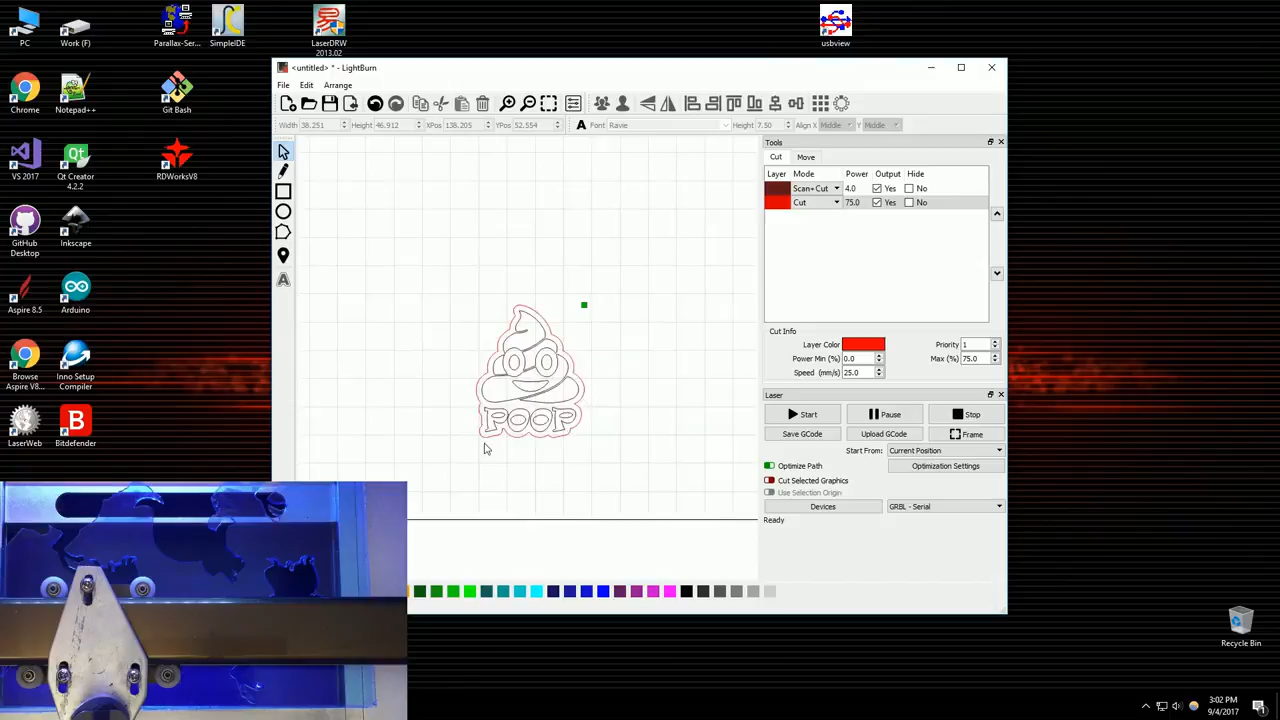 PC
Work (F)
Parallax-Ser...
SimpleIDE
LaserDRW
2013.02
usbview
Chrome
Notepad++
Git Bash
VS 2017
Qt Creator
4.2.2
RDWorksV8
GitHub
Desktop
Inkscape
Aspire 8.5
Arduino
Browse
Aspire V8...
Inno Setup
Compiler
LaserWeb
Bitdefender
<untitled> * - LightBurn
File Edit Arrange
Width 38.251 Height 46.912 XPos 138.205 YPos 52.554 A Font Ravie Height 7.50 Align X Middle Y Middle
Tools
Cut Move
Layer Mode Power Output Hide
Scan+Cut 4.0 Yes No
Cut 75.0 Yes No
Cut Info
Layer Color Priority 1
Power Min (%) 0.0 Max (%) 75.0
Speed (mm/s) 25.0
Laser
Start Pause Stop
Save GCode Upload GCode Frame
Start From: Current Position
Optimize Path Optimization Settings
Cut Selected Graphics
Use Selection Origin
Devices GRBL - Serial
Ready
POOP
Recycle Bin
3:02 PM
9/4/2017